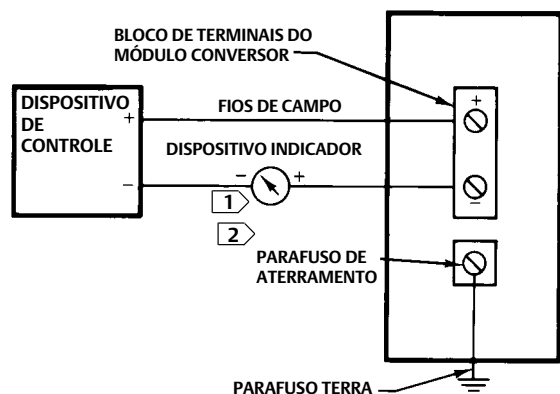 BLOCO DE TERMINAIS DO
MÓDULO CONVERSOR
DISPOSITIVO
DE
CONTROLE
+
−
FIOS DE CAMPO
+
DISPOSITIVO INDICADOR
− +
−
1
2
PARAFUSO DE
ATERRAMENTO
PARAFUSO TERRA